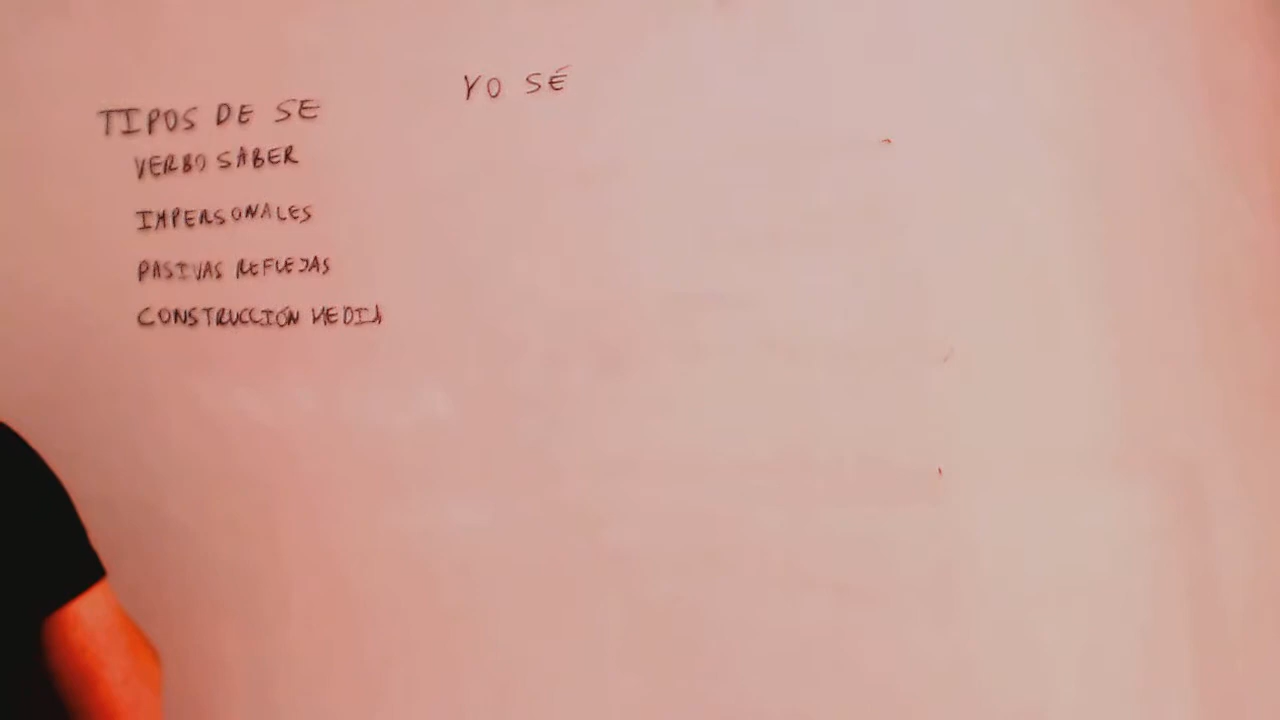 TIPOS DE SE
VERBO SABER
IMPERSONALES
PASIVAS REFLEJAS
CONSTRUCCIÓN MEDIA
YO SÉ